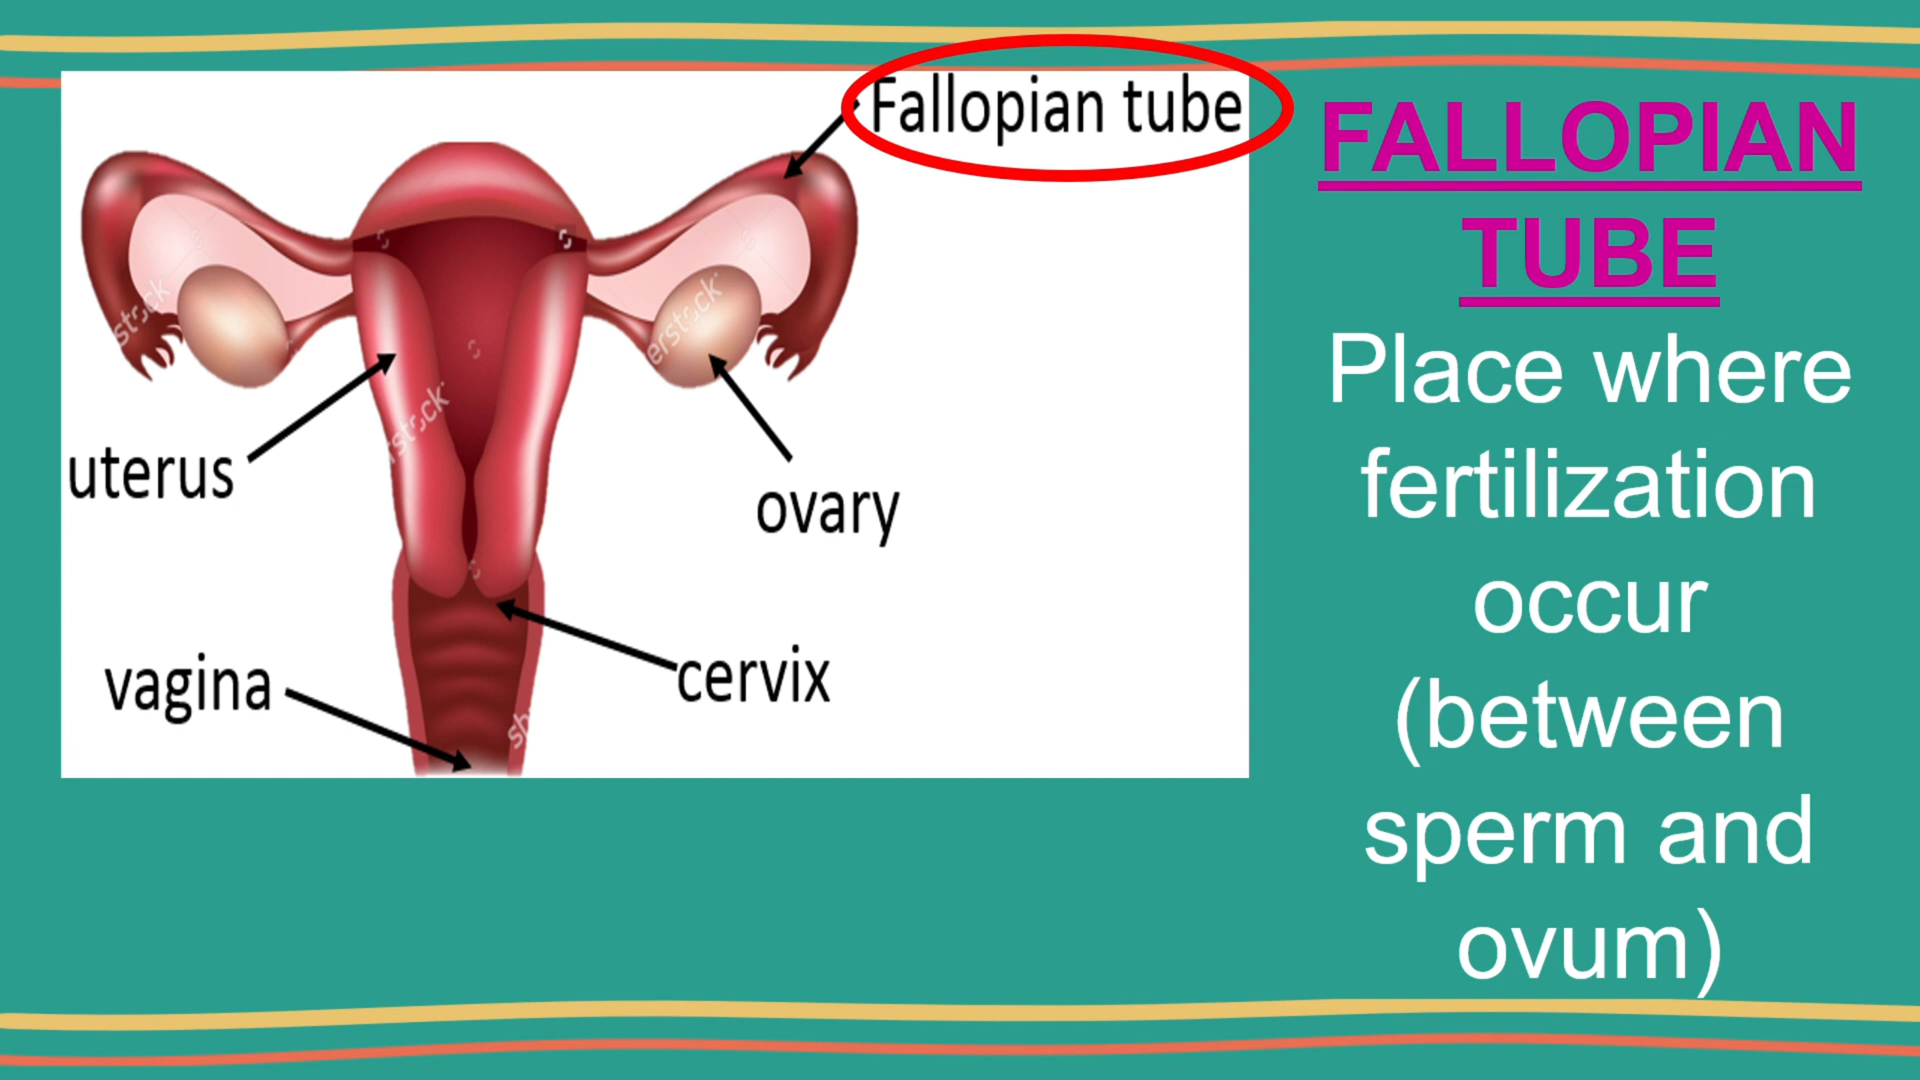 Fallopian tube
uterus
ovary
vagina
cervix
FALLOPIAN
TUBE
Place where
fertilization
occur
(between
sperm and
ovum)